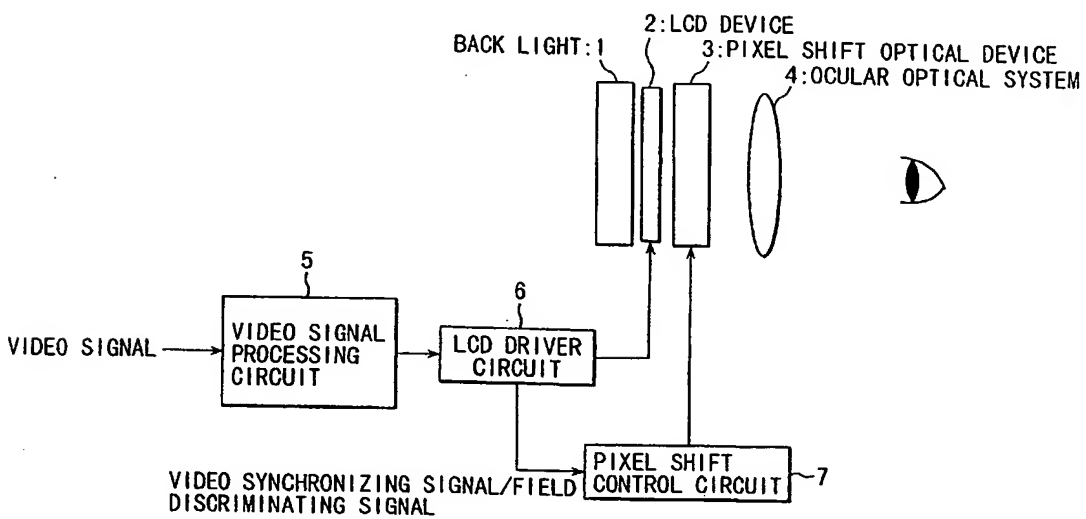 2:LCD DEVICE
BACK LIGHT:1
3:PIXEL SHIFT OPTICAL DEVICE
4:OCULAR OPTICAL SYSTEM
5
6
VIDEO SIGNAL
VIDEO SIGNAL
PROCESSING
CIRCUIT
LCD DRIVER
CIRCUIT
VIDEO SYNCHRONIZING SIGNAL/FIELD
DISCRIMINATING SIGNAL
PIXEL SHIFT
CONTROL CIRCUIT
7